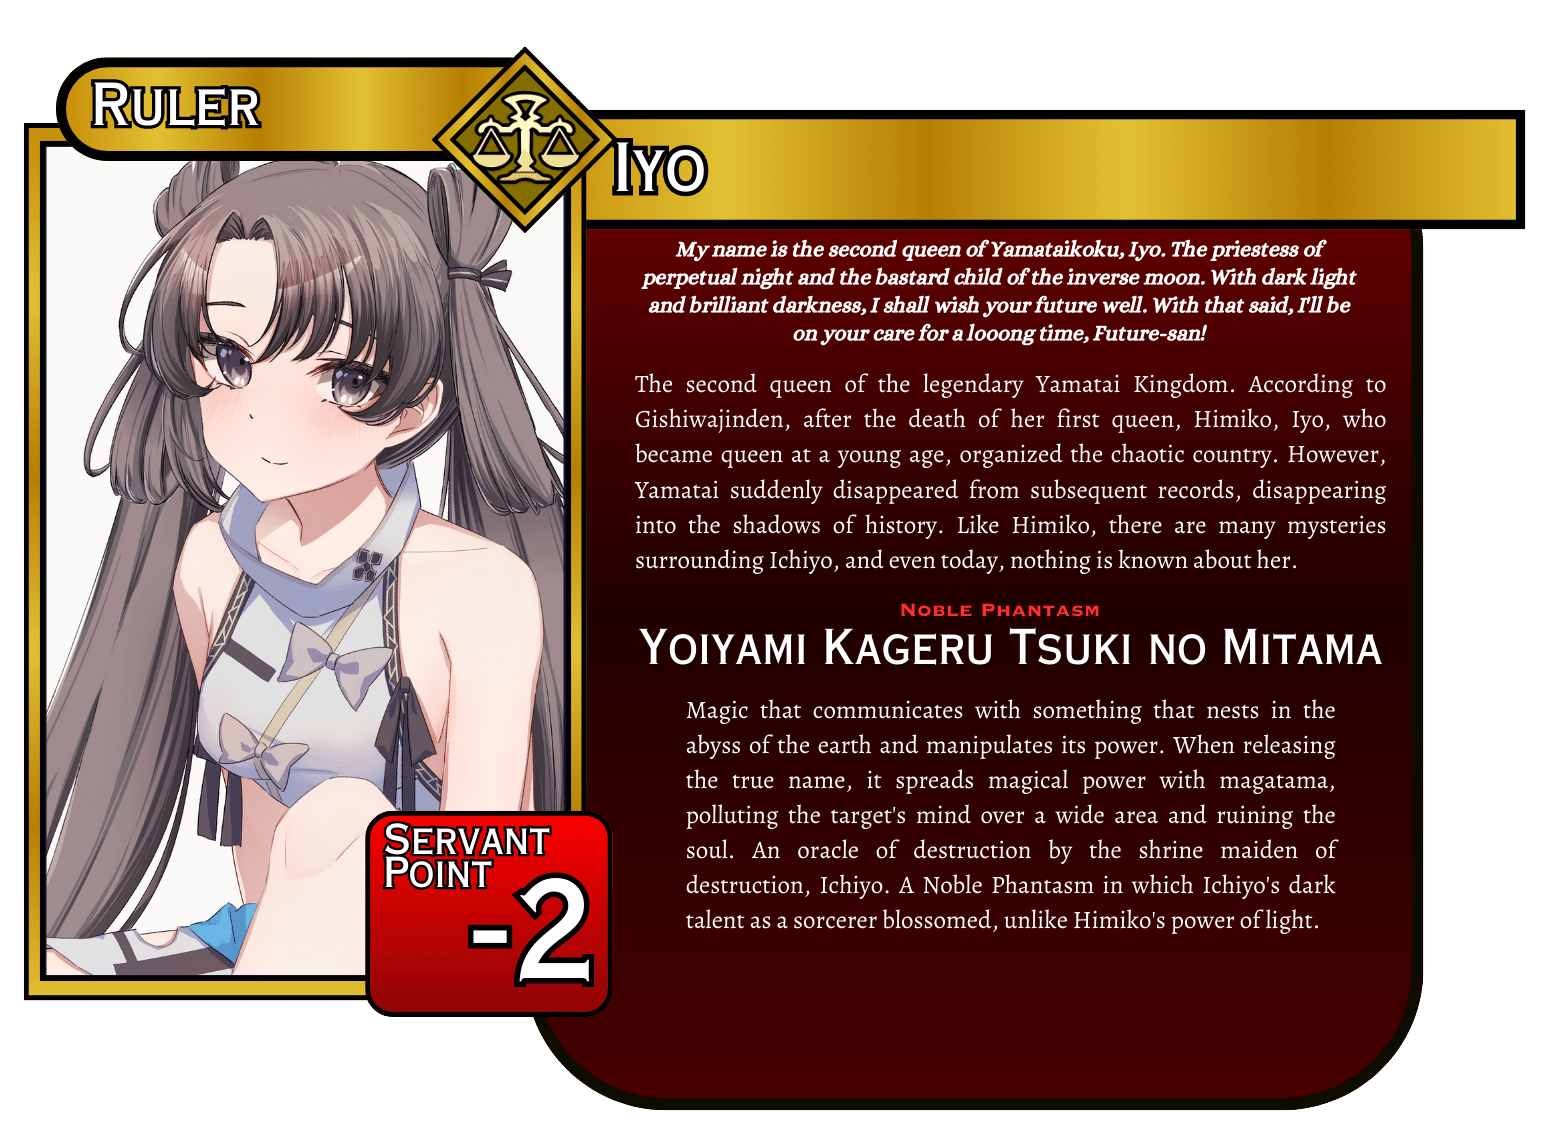 Ruler
Iyo
My name is the second queen of Yamataikoku, Iyo. The priestess of
perpetual night and the bastard child of the inverse moon. With dark light
and brilliant darkness, I shall wish your future well. With that said, I'll be
on your care for a looong time, Future-san!
The second queen of the legendary Yamatai Kingdom. According to
Gishiwajinden, after the death of her first queen, Himiko, Iyo, who
became queen at a young age, organized the chaotic country. However,
Yamatai suddenly disappeared from subsequent records, disappearing
into the shadows of history. Like Himiko, there are many mysteries
surrounding Ichiyo, and even today, nothing is known about her.
Noble Phantasm
Yoiyami Kageru Tsuki no Mitama
Magic that communicates with something that nests in the
abyss of the earth and manipulates its power. When releasing
the true name, it spreads magical power with magatama,
polluting the target's mind over a wide area and ruining the
soul. An oracle of destruction by the shrine maiden of
destruction, Ichiyo. A Noble Phantasm in which Ichiyo's dark
talent as a sorcerer blossomed, unlike Himiko's power of light.
Servant
Point
-2